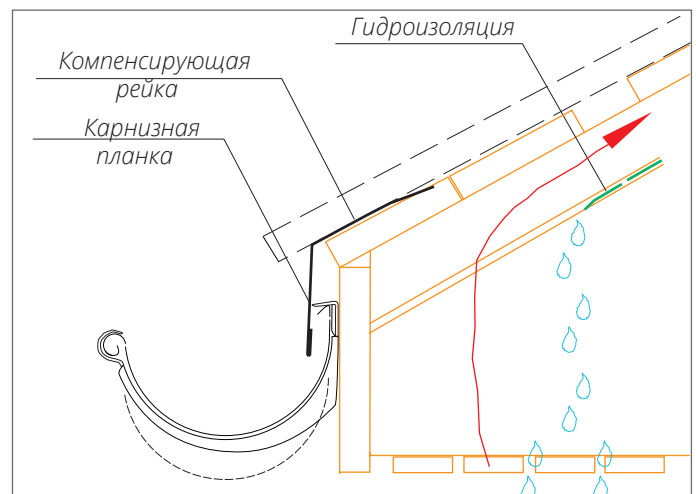 Гидроизоляция
Компенсирующая
рейка
Карнизная
планка